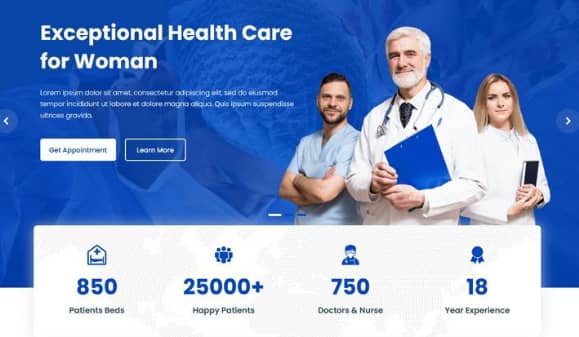 Exceptional Health Care
for Woman
Lorem ipsum dolor sit amet, consectetur adipiscing elit, sed do eiusmod
tempor incididunt ut labore et dolore magna aliqua. Quis ipsum suspendisse
ultrices gravida.
Get Appointment
Learn More
850
25000+
750
18
Patients Beds
Happy Patients
Doctors & Nurse
Year Experience